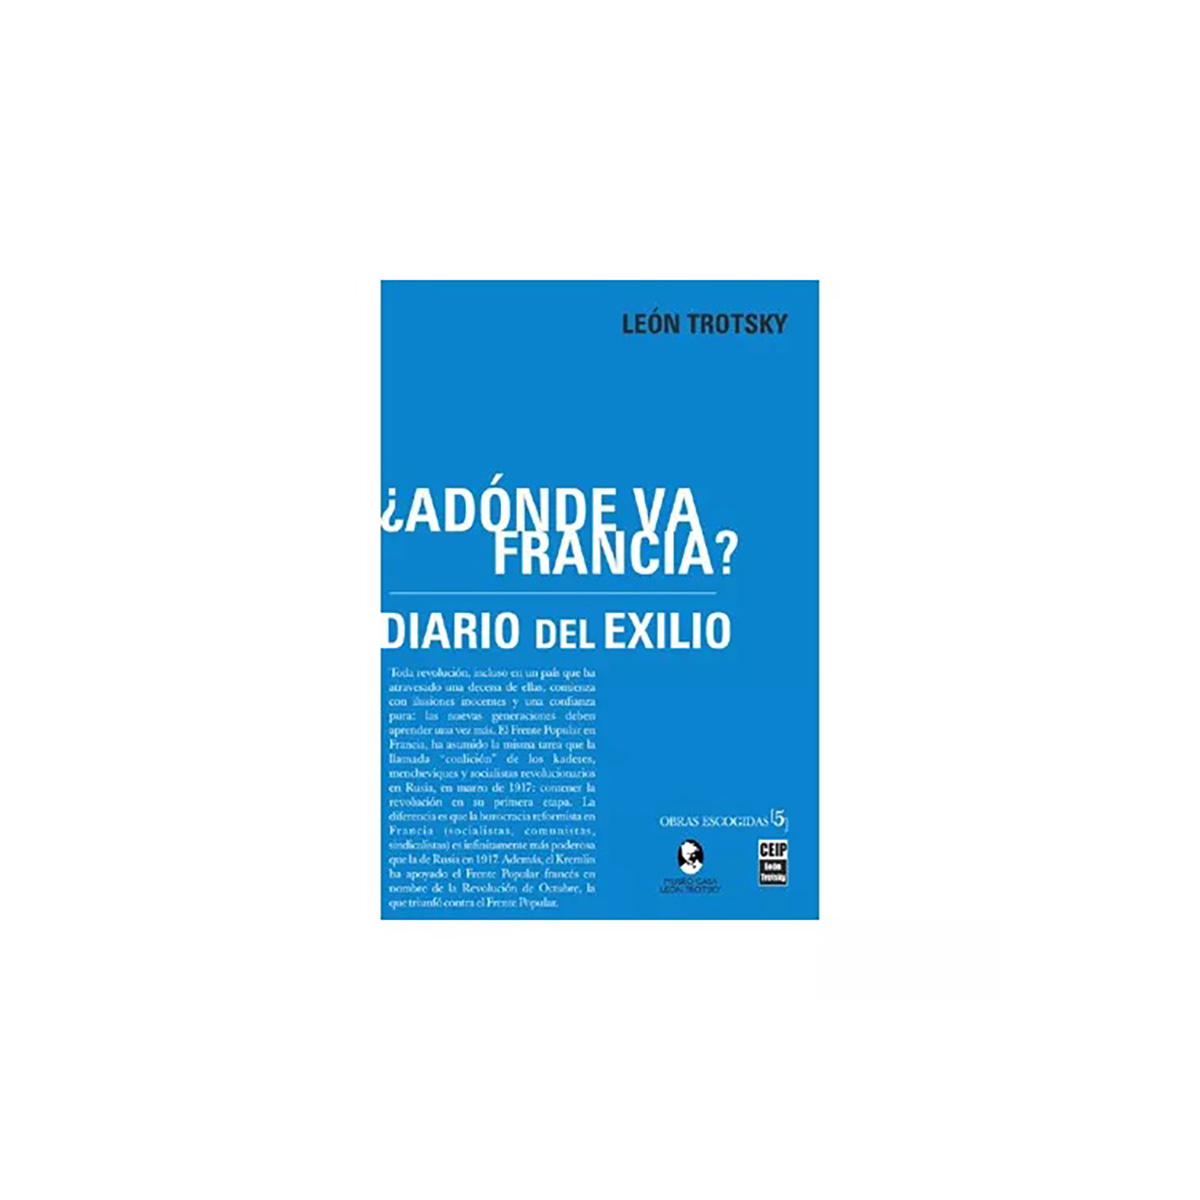 LEÓN TROTSKY
¿ADÓNDE VA
FRANCIA?
DIARIO DEL EXILIO
Toda revolución, incluso en un país que ha
atravesado una decena de ellas, comienza
con ilusiones inocentes y una confianza
pura: las nuevas generaciones deben
aprender una vez más. El Frente Popular en
Francia, ha asumido la misma tarea que la
llamada "coalición" de los kadetes,
mencheviques y socialistas revolucionarios
en Rusia, en marzo de 1917: contener la
revolución en su primera etapa. La
diferencia es que la burocracia reformista en
Francia (socialistas, comunistas,
sindicalistas) es infinitamente más poderosa
que la de Rusia en 1917. Además, el Kremlin
ha apoyado el Frente Popular francés en
nombre de la Revolución de Octubre, la
que triunfó contra el Frente Popular.
OBRAS ESCOGIDAS [5]
MUSEO CASA
LEÓN TROTSKY
CEIP
León
Trotsky